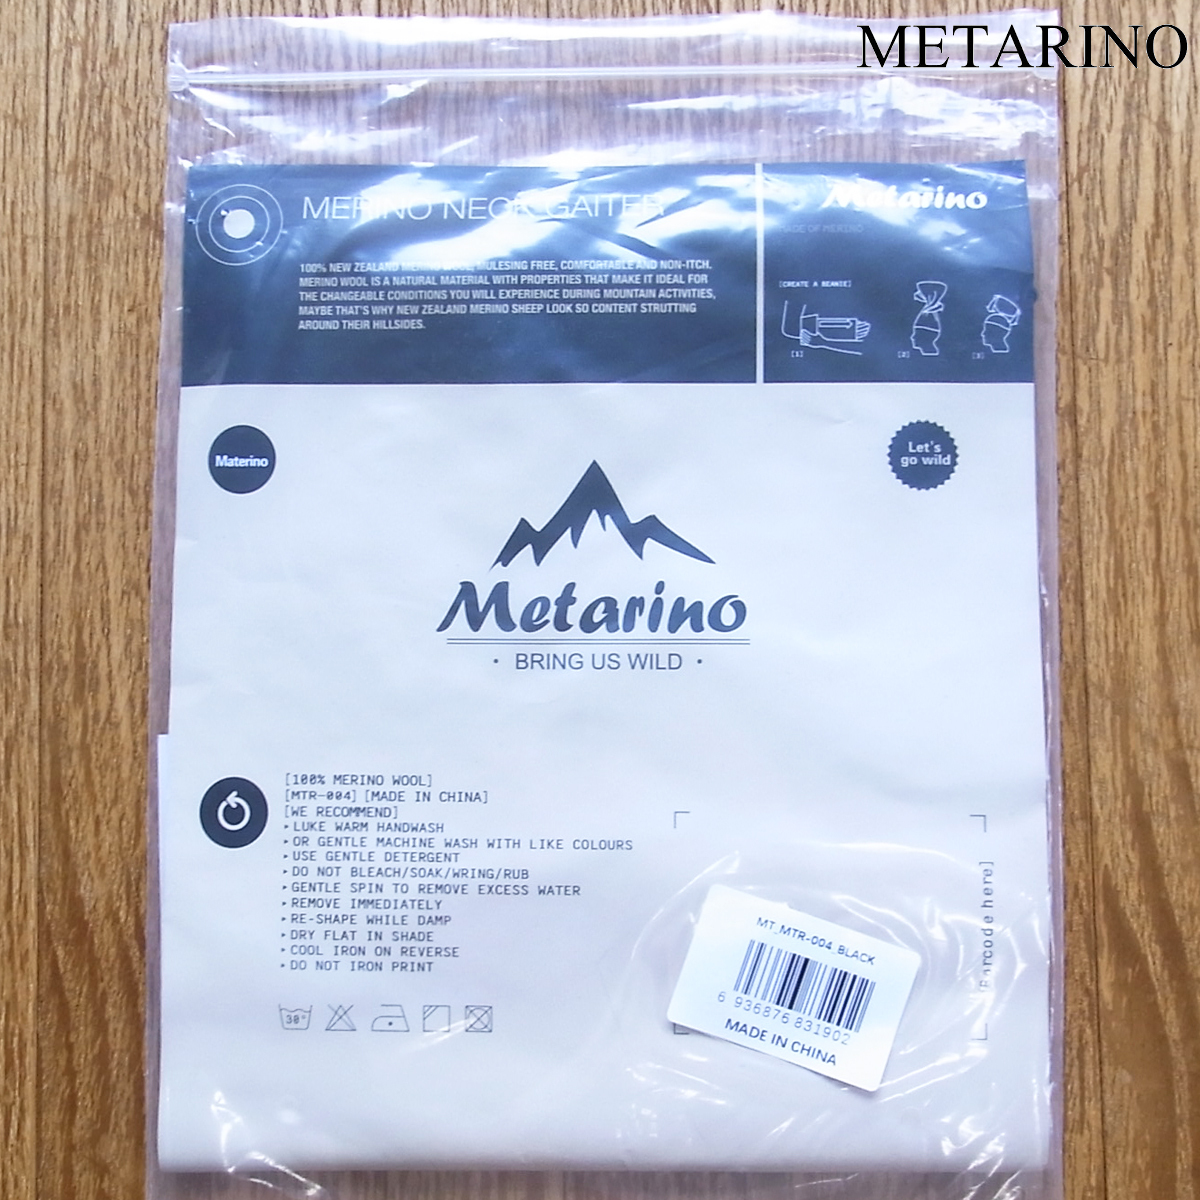 METARINO
MERINO NECK GAITER
100% NEW ZEALAND MERINO WOOL, MULESING FREE, COMFORTABLE AND NON-ITCH.
MERINO WOOL IS A NATURAL MATERIAL WITH PROPERTIES THAT MAKE IT IDEAL FOR
THE CHANGEABLE CONDITIONS YOU WILL EXPERIENCE DURING MOUNTAIN ACTIVITIES,
MAYBE THAT'S WHY NEW ZEALAND MERINO SHEEP LOOK SO CONTENT STRUTTING
AROUND THEIR HILLSIDES.
Metarino
MADE OF MERINO
[CREATE A BEANIE]
[1]
[2]
[3]
Materino
Let's
go wild
Metarino
• BRING US WILD •
[100% MERINO WOOL]
[MTR-004] [MADE IN CHINA]
[WE RECOMMEND]
▸ LUKE WARM HANDWASH
▸ OR GENTLE MACHINE WASH WITH LIKE COLOURS
▸ USE GENTLE DETERGENT
▸ DO NOT BLEACH/SOAK/WRING/RUB
▸ GENTLE SPIN TO REMOVE EXCESS WATER
▸ REMOVE IMMEDIATELY
▸ RE-SHAPE WHILE DAMP
▸ DRY FLAT IN SHADE
▸ COOL IRON ON REVERSE
▸ DO NOT IRON PRINT
30°
[Barcode here]
MT_MTR-004_BLACK
6 936876 831902
MADE IN CHINA